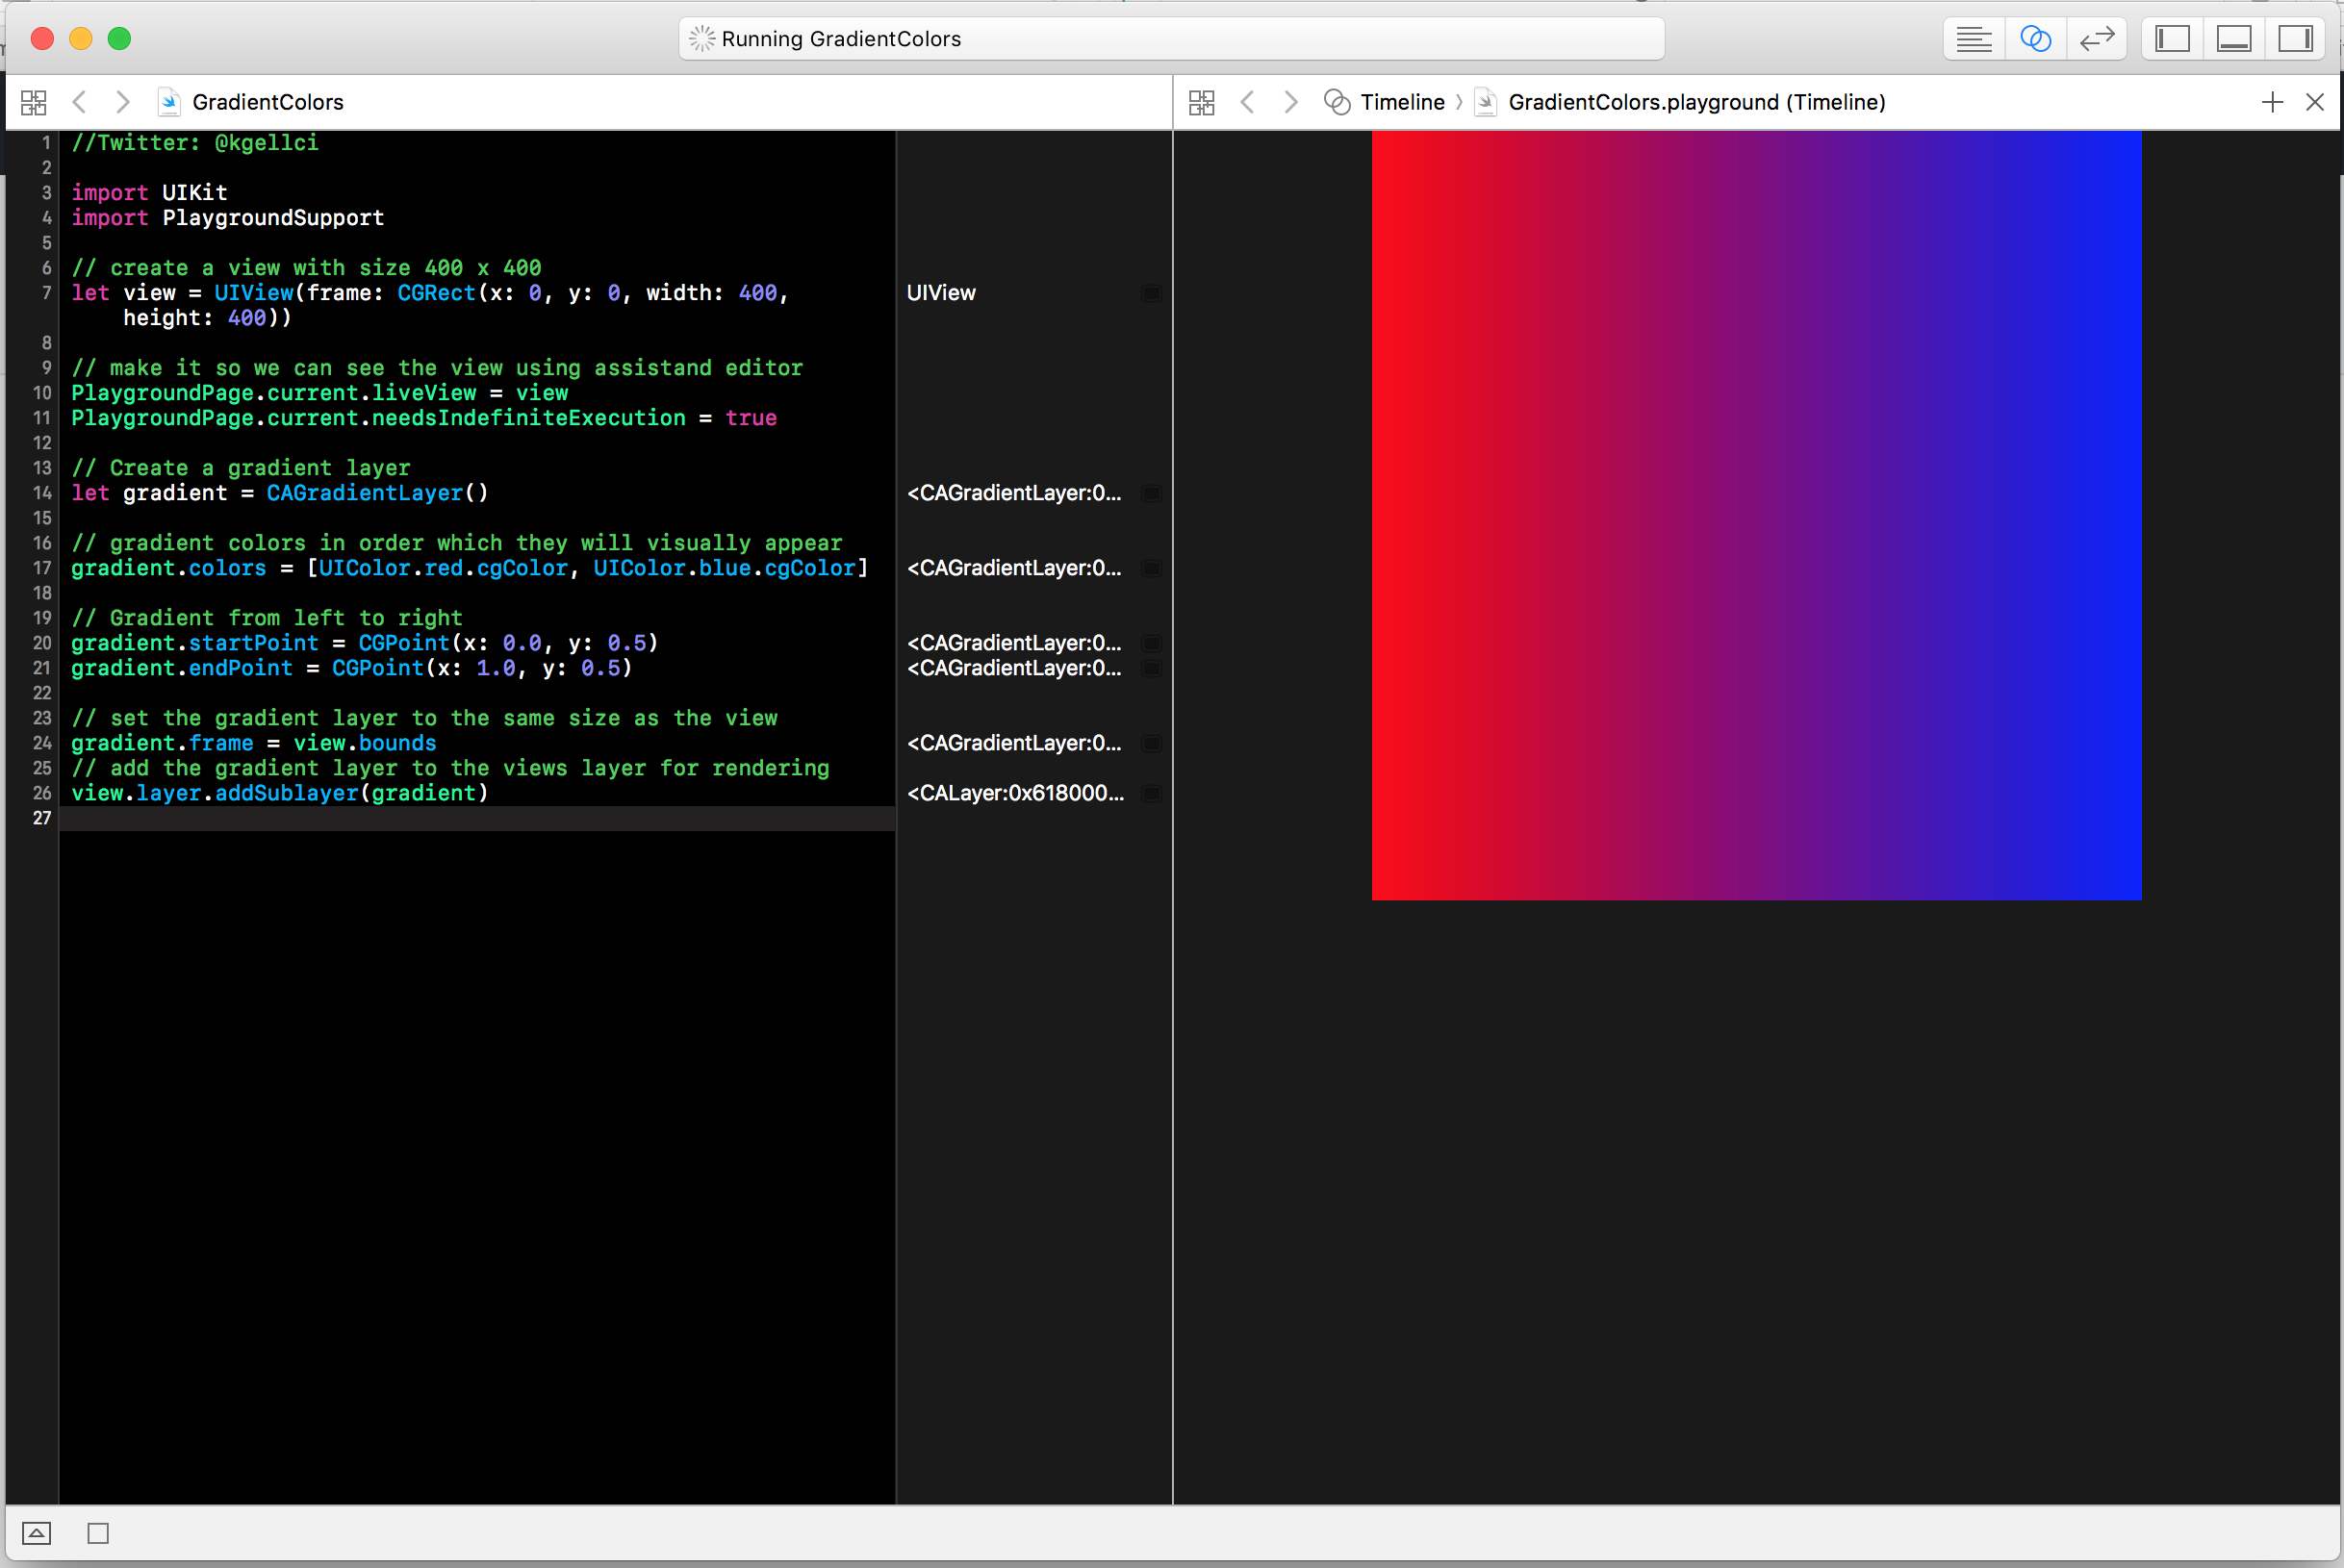 Running GradientColors
GradientColors
Timeline 〉 GradientColors.playground (Timeline)
1 //Twitter: @kgellci
2
3 import UIKit
4 import PlaygroundSupport
5
6 // create a view with size 400 x 400
7 let view = UIView(frame: CGRect(x: 0, y: 0, width: 400,
height: 400))
8
9 // make it so we can see the view using assistand editor
10 PlaygroundPage.current.liveView = view
11 PlaygroundPage.current.needsIndefiniteExecution = true
12
13 // Create a gradient layer
14 let gradient = CAGradientLayer()
15
16 // gradient colors in order which they will visually appear
17 gradient.colors = [UIColor.red.cgColor, UIColor.blue.cgColor]
18
19 // Gradient from left to right
20 gradient.startPoint = CGPoint(x: 0.0, y: 0.5)
21 gradient.endPoint = CGPoint(x: 1.0, y: 0.5)
22
23 // set the gradient layer to the same size as the view
24 gradient.frame = view.bounds
25 // add the gradient layer to the views layer for rendering
26 view.layer.addSublayer(gradient)
27
UIView
<CAGradientLayer:0...
<CAGradientLayer:0...
<CAGradientLayer:0...
<CAGradientLayer:0...
<CAGradientLayer:0...
<CALayer:0x618000...